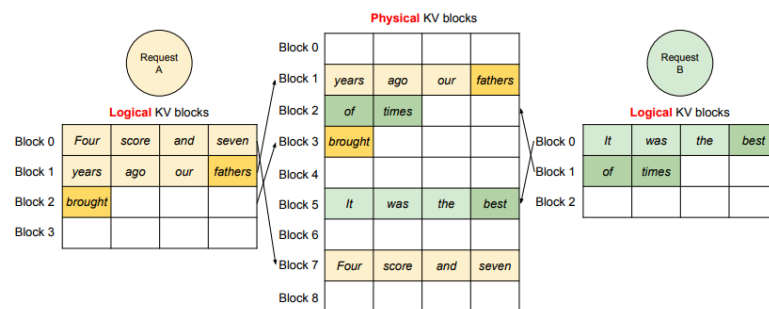 Physical KV blocks
Request
A
Logical KV blocks
Block 0 Four score and seven
Block 1 years ago our fathers
Block 2 brought
Block 3
Block 0
Block 1 years ago our fathers
Block 2 of times
Block 3 brought
Block 4
Block 5 It was the best
Block 6
Block 7 Four score and seven
Block 8
Request
B
Logical KV blocks
Block 0 It was the best
Block 1 of times
Block 2